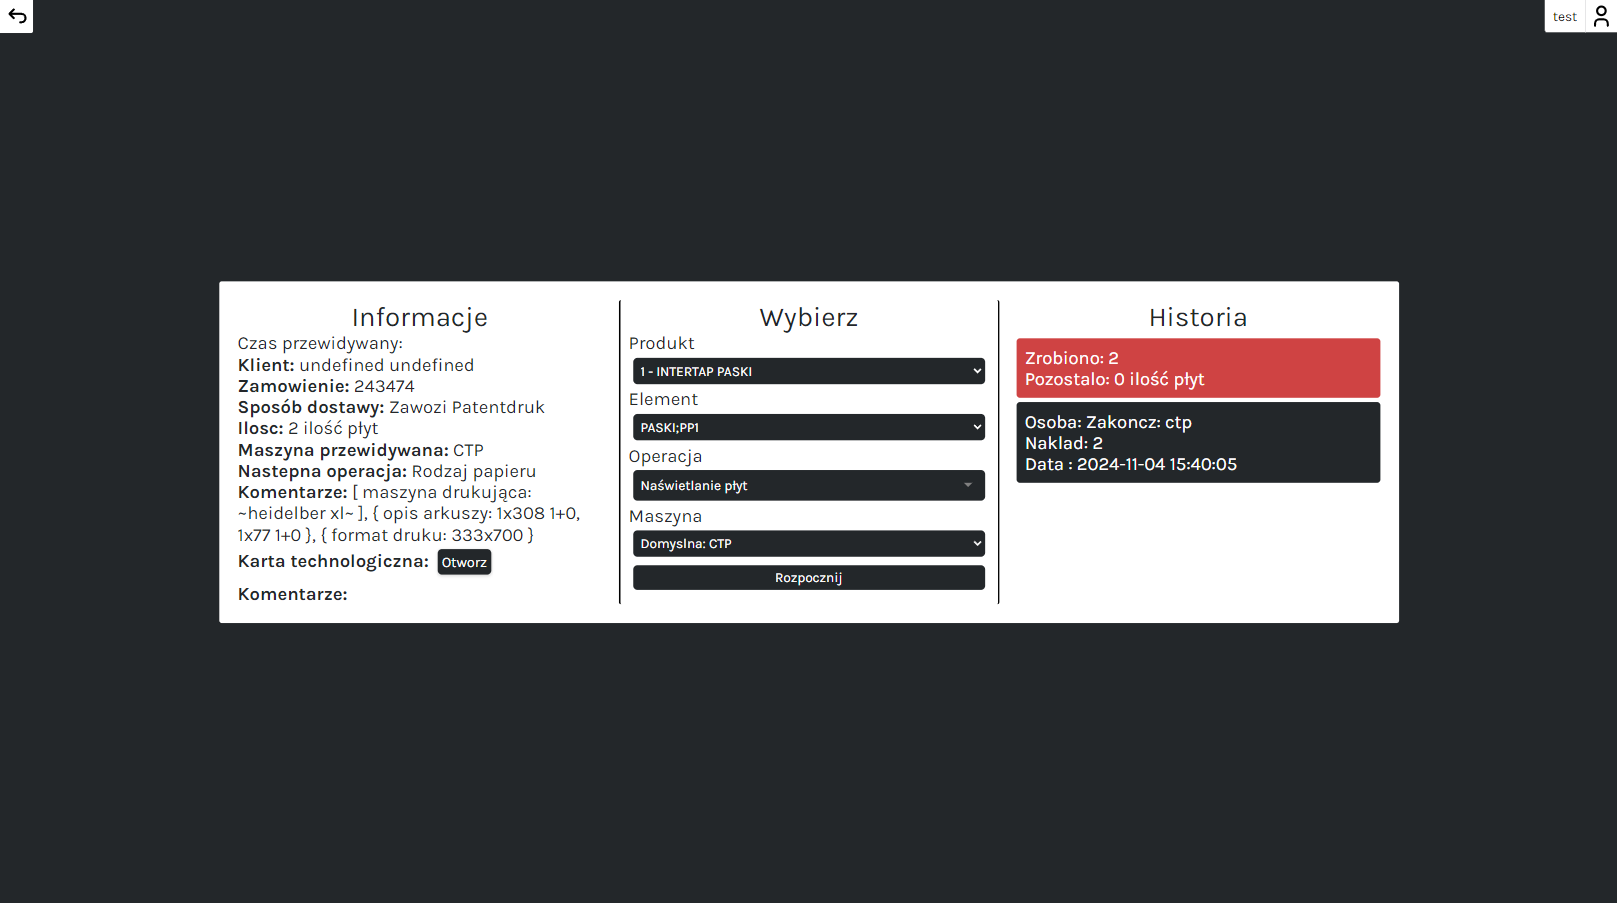 test
Informacje
Czas przewidywany:
Klient: undefined undefined
Zamowienie: 243474
Sposób dostawy: Zawozi Patentdruk
Ilosc: 2 ilość płyt
Maszyna przewidywana: CTP
Nastepna operacja: Rodzaj papieru
Komentarze: [ maszyna drukująca:
~heidelber xl~ ], { opis arkuszy: 1x308 1+0,
1x77 1+0 }, { format druku: 333x700 }
Karta technologiczna: Otworz
Komentarze:
Wybierz
Produkt
1 - INTERTAP PASKI
Element
PASKI;PP1
Operacja
Naświetlanie płyt
Maszyna
Domyslna: CTP
Rozpocznij
Historia
Zrobiono: 2
Pozostalo: 0 ilość płyt
Osoba: Zakoncz: ctp
Naklad: 2
Data : 2024-11-04 15:40:05